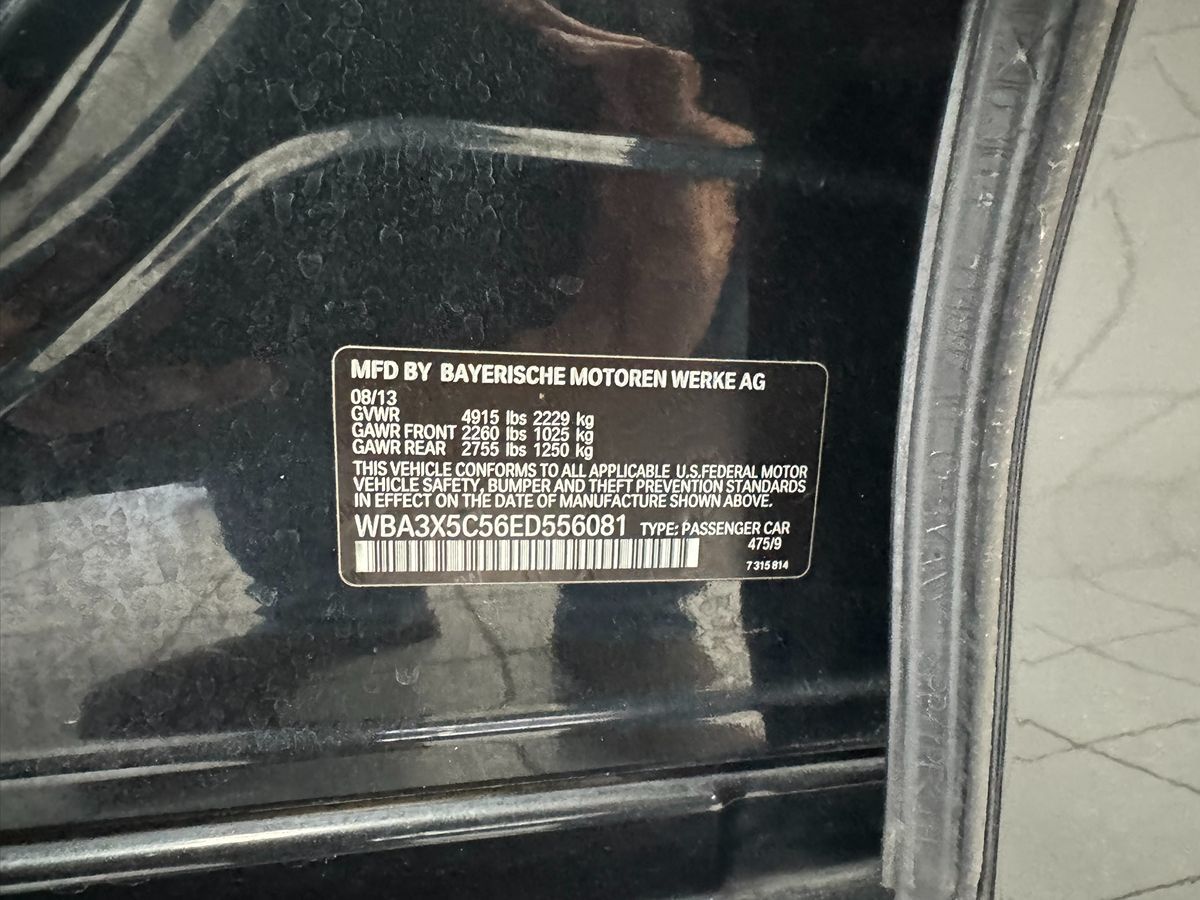 MFD BY BAYERISCHE MOTOREN WERKE AG
08/13
GVWR 4915 lbs 2229 kg
GAWR FRONT 2260 lbs 1025 kg
GAWR REAR 2755 lbs 1250 kg
THIS VEHICLE CONFORMS TO ALL APPLICABLE U.S.FEDERAL MOTOR
VEHICLE SAFETY, BUMPER AND THEFT PREVENTION STANDARDS
IN EFFECT ON THE DATE OF MANUFACTURE SHOWN ABOVE.
WBA3X5C56ED556081 TYPE: PASSENGER CAR
475/9
7 315 814